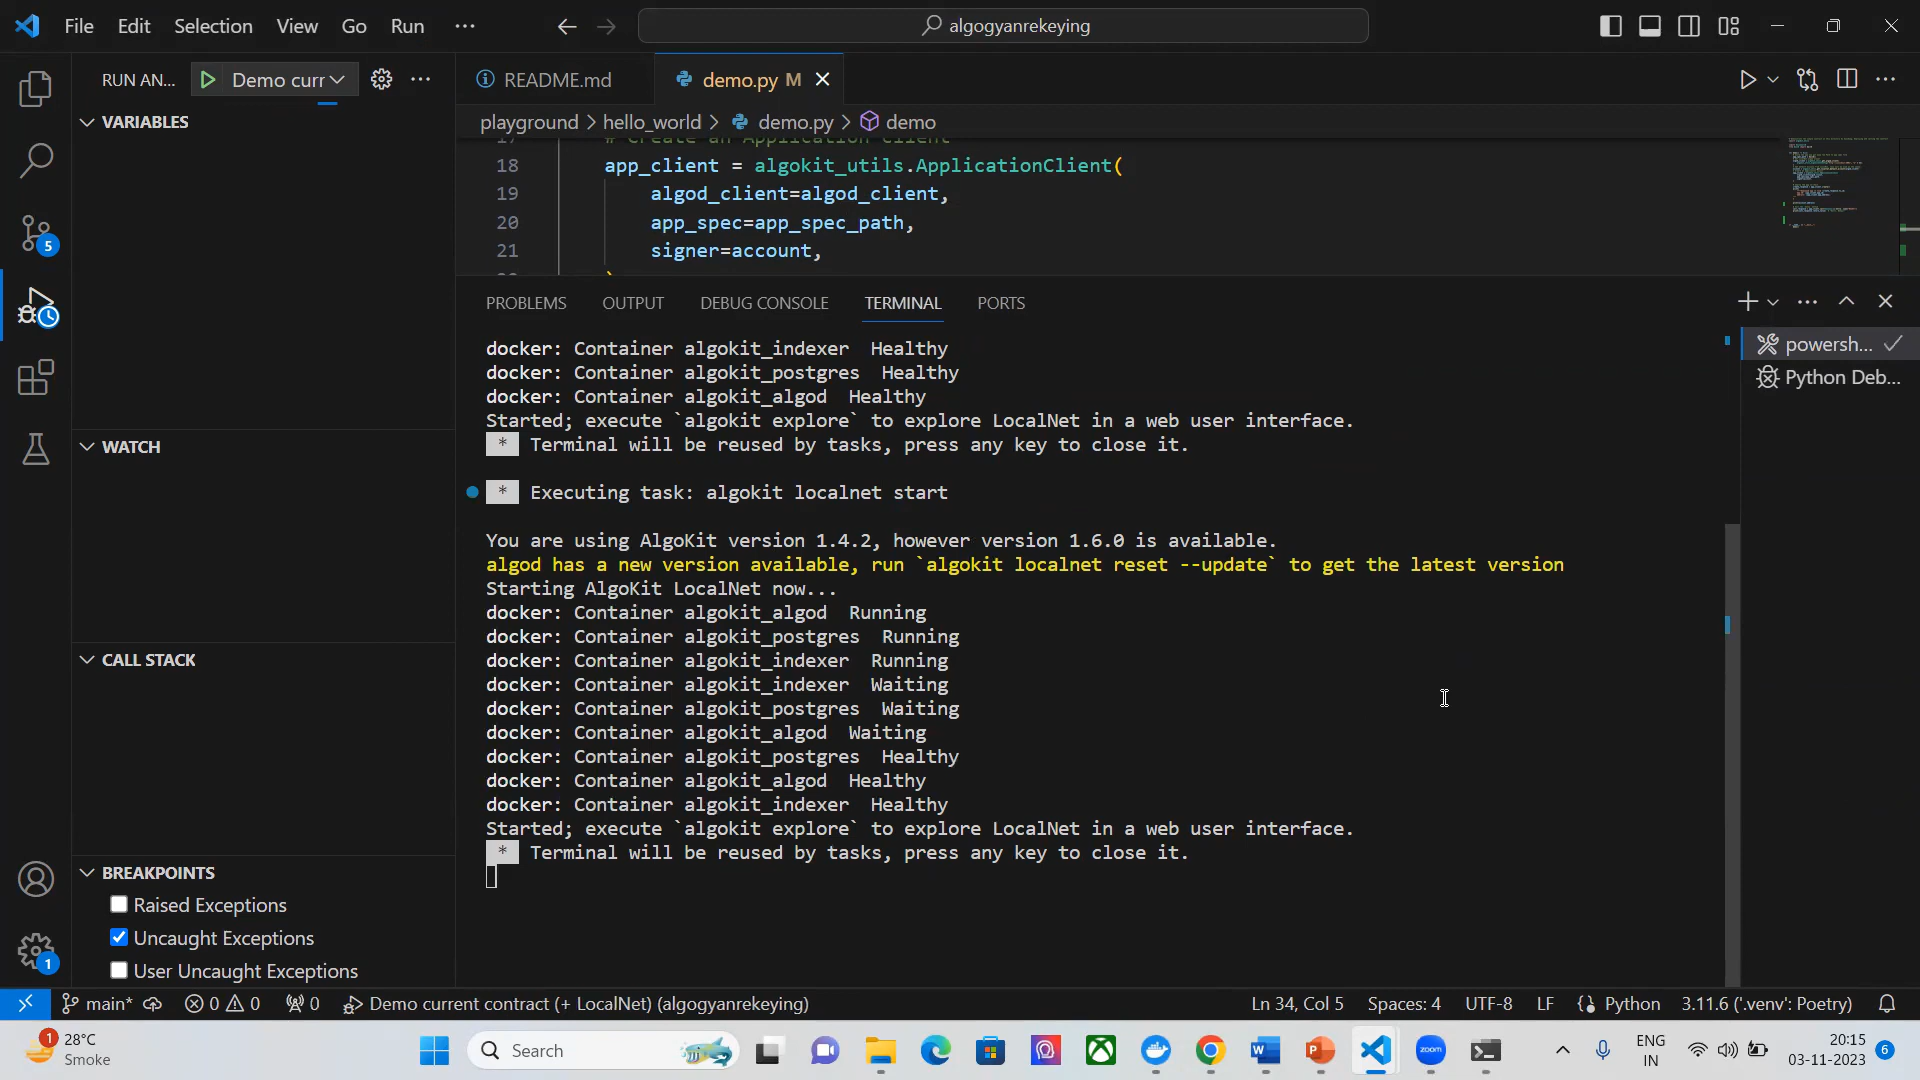 File Edit Selection View Go Run ··· algogyanrekeying
RUN AN... Demo curr
README.md
demo.py M
playground > hello_world > demo.py > demo
VARIABLES
17 # Create an Application client
18 app_client = algokit_utils.ApplicationClient(
19 algod_client=algod_client,
20 app_spec=app_spec_path,
21 signer=account,
)
PROBLEMS OUTPUT DEBUG CONSOLE TERMINAL PORTS
powersh...
Python Deb...
docker: Container algokit_indexer  Healthy
docker: Container algokit_postgres  Healthy
docker: Container algokit_algod  Healthy
Started; execute `algokit explore` to explore LocalNet in a web user interface.
* Terminal will be reused by tasks, press any key to close it.
* Executing task: algokit localnet start
You are using AlgoKit version 1.4.2, however version 1.6.0 is available.
algod has a new version available, run `algokit localnet reset --update` to get the latest version
Starting AlgoKit LocalNet now...
docker: Container algokit_algod  Running
docker: Container algokit_postgres  Running
docker: Container algokit_indexer  Running
docker: Container algokit_indexer  Waiting
docker: Container algokit_postgres  Waiting
docker: Container algokit_algod  Waiting
docker: Container algokit_postgres  Healthy
docker: Container algokit_algod  Healthy
docker: Container algokit_indexer  Healthy
Started; execute `algokit explore` to explore LocalNet in a web user interface.
* Terminal will be reused by tasks, press any key to close it.
WATCH
CALL STACK
BREAKPOINTS
Raised Exceptions
Uncaught Exceptions
User Uncaught Exceptions
5
1
main* 0 0 0 Demo current contract (+ LocalNet) (algogyanrekeying) Ln 34, Col 5 Spaces: 4 UTF-8 LF Python 3.11.6 ('.venv': Poetry)
1 28°C
Smoke
Search
W
P
zoom
ENG
IN
20:15
03-11-2023
6